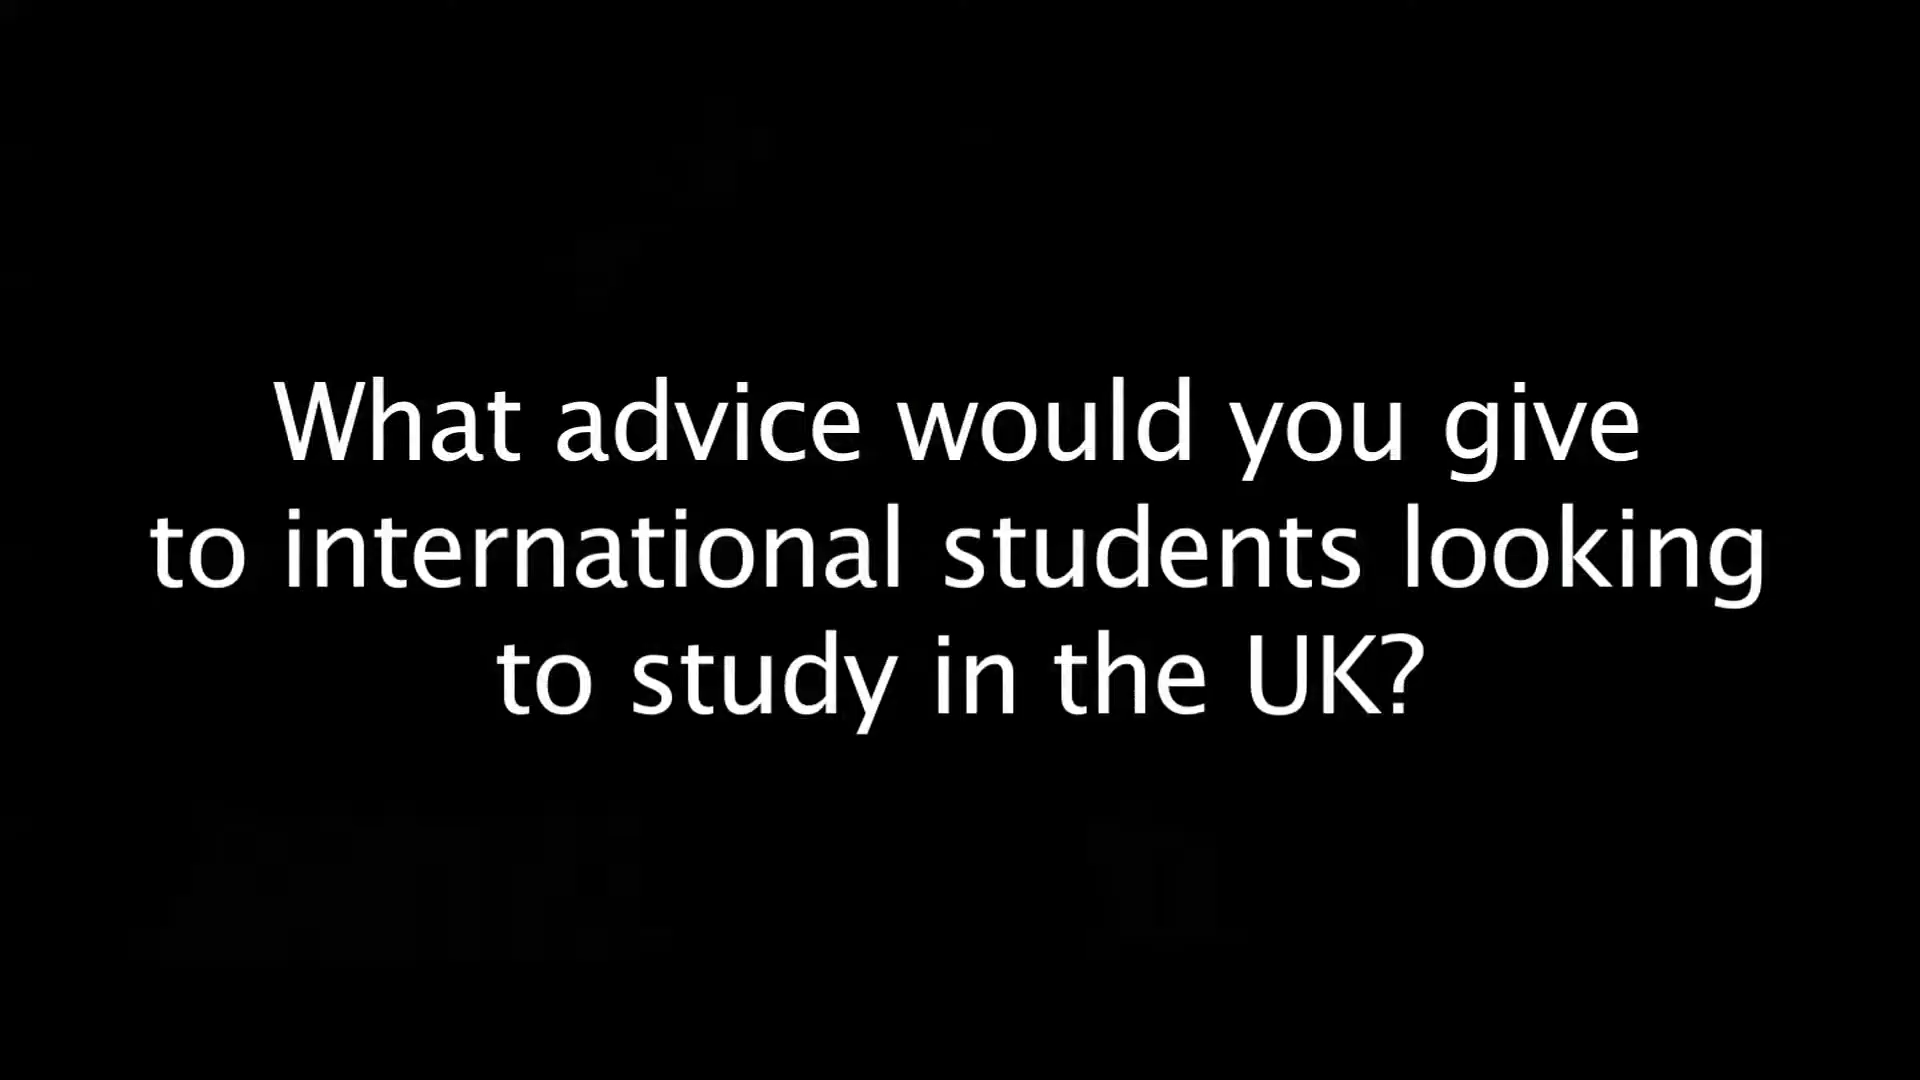 What advice would you give
to international students looking
to study in the UK?